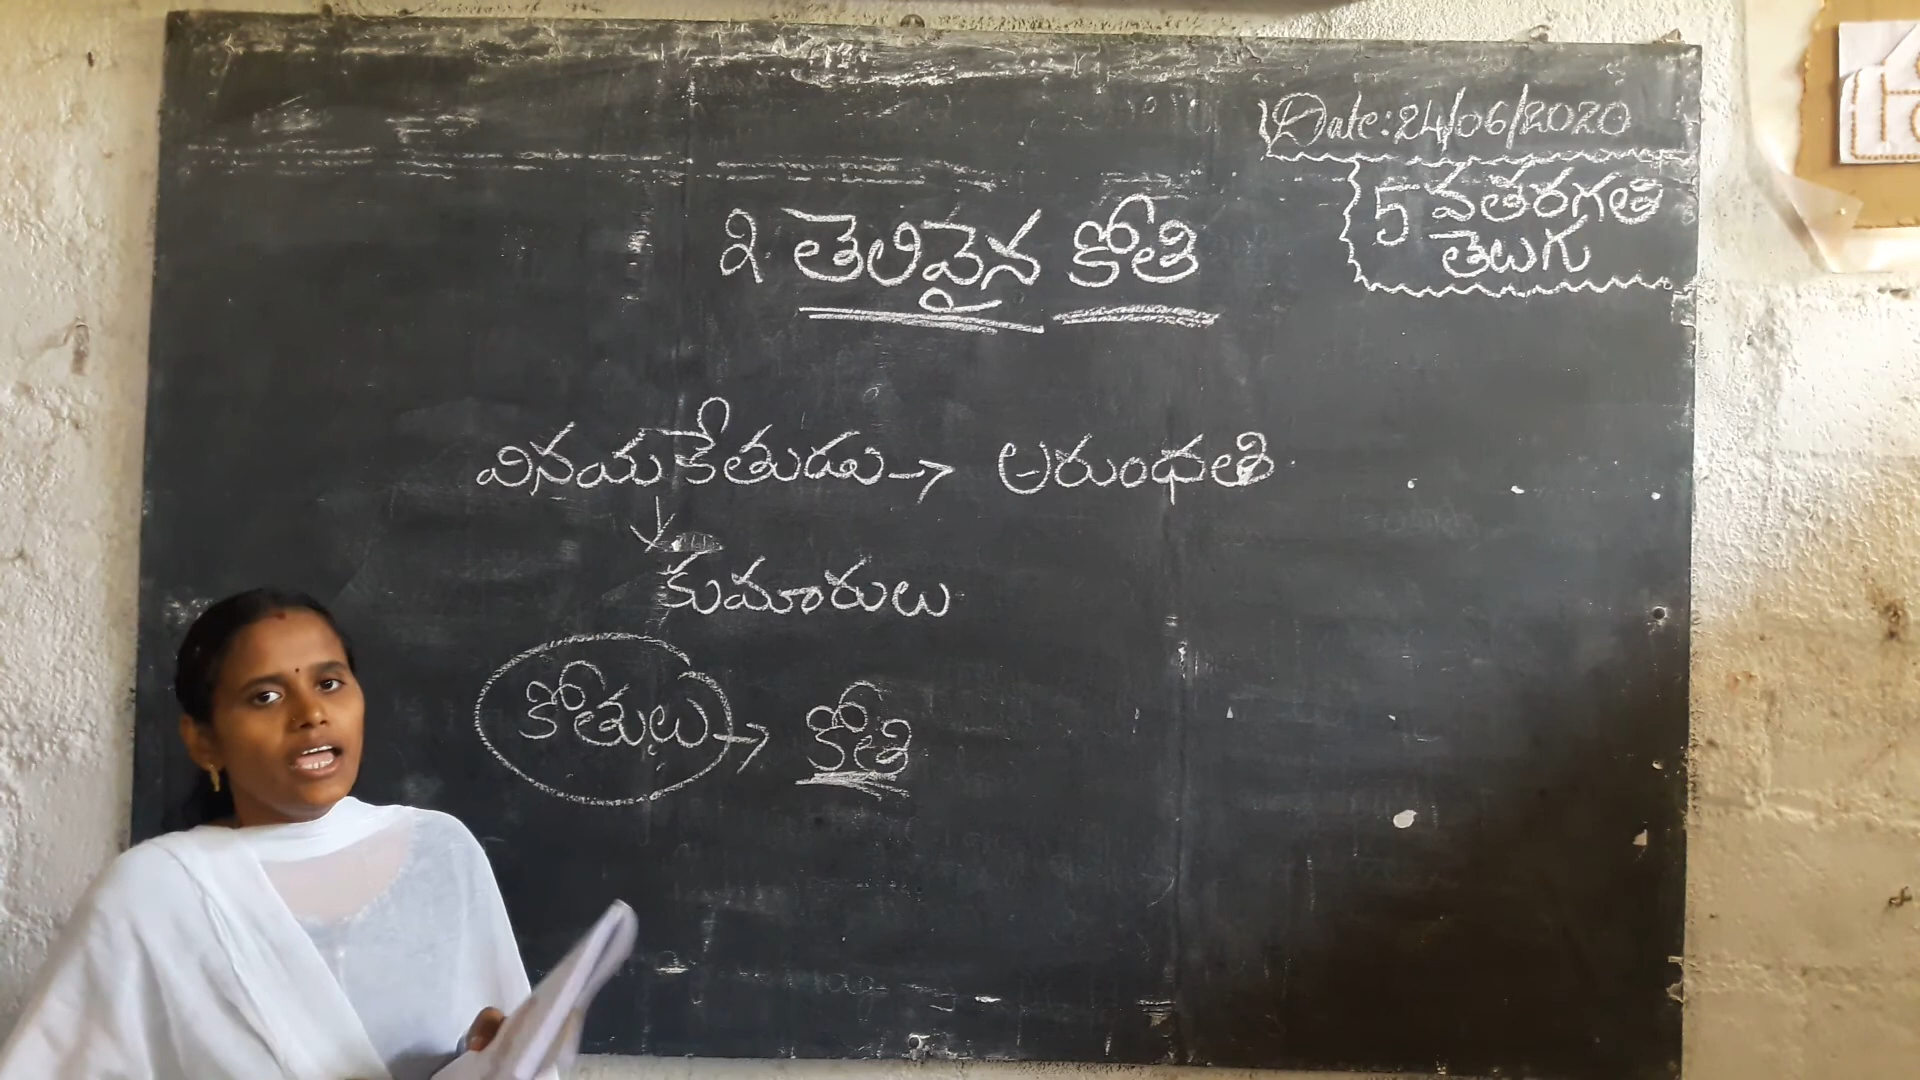 Date: 24/06/2020
5 వతరగతి
తెలుగు
2. తెలివైన కోతి
వినయకేతుడు → అరుంధతి
కుమారులు
కోతులు → కోతి